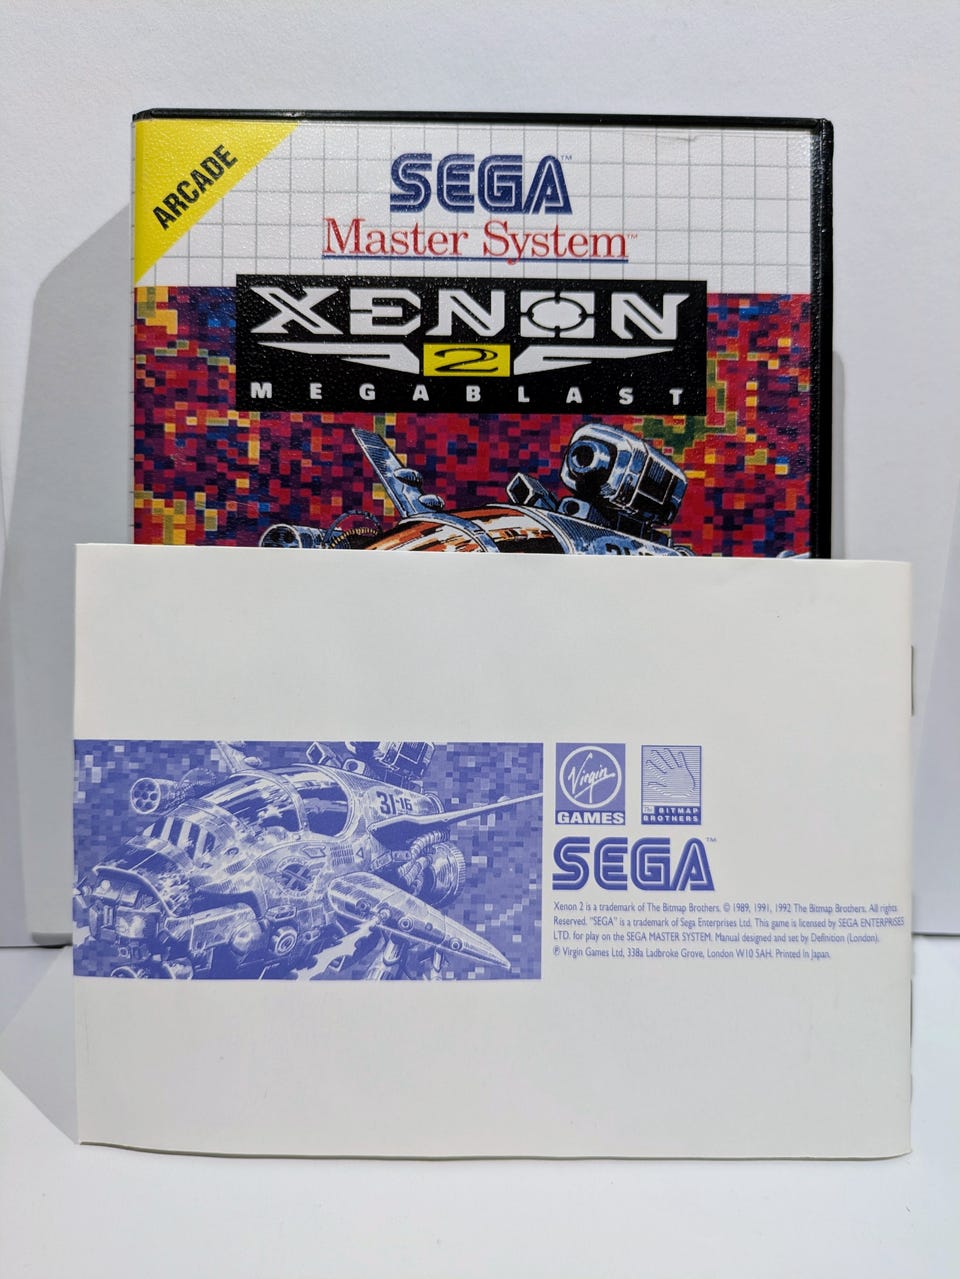 ARCADE
SEGA™
Master System™
XENON
2
MEGABLAST
31-16
Virgin
GAMES
The BITMAP
BROTHERS
SEGA™
Xenon 2 is a trademark of The Bitmap Brothers. © 1989, 1991, 1992 The Bitmap Brothers. All rights
Reserved. "SEGA" is a trademark of Sega Enterprises Ltd. This game is licensed by SEGA ENTERPRISES
LTD. for play on the SEGA MASTER SYSTEM. Manual designed and set by Definition (London).
℗ Virgin Games Ltd, 338a Ladbroke Grove, London W10 5AH. Printed in Japan.